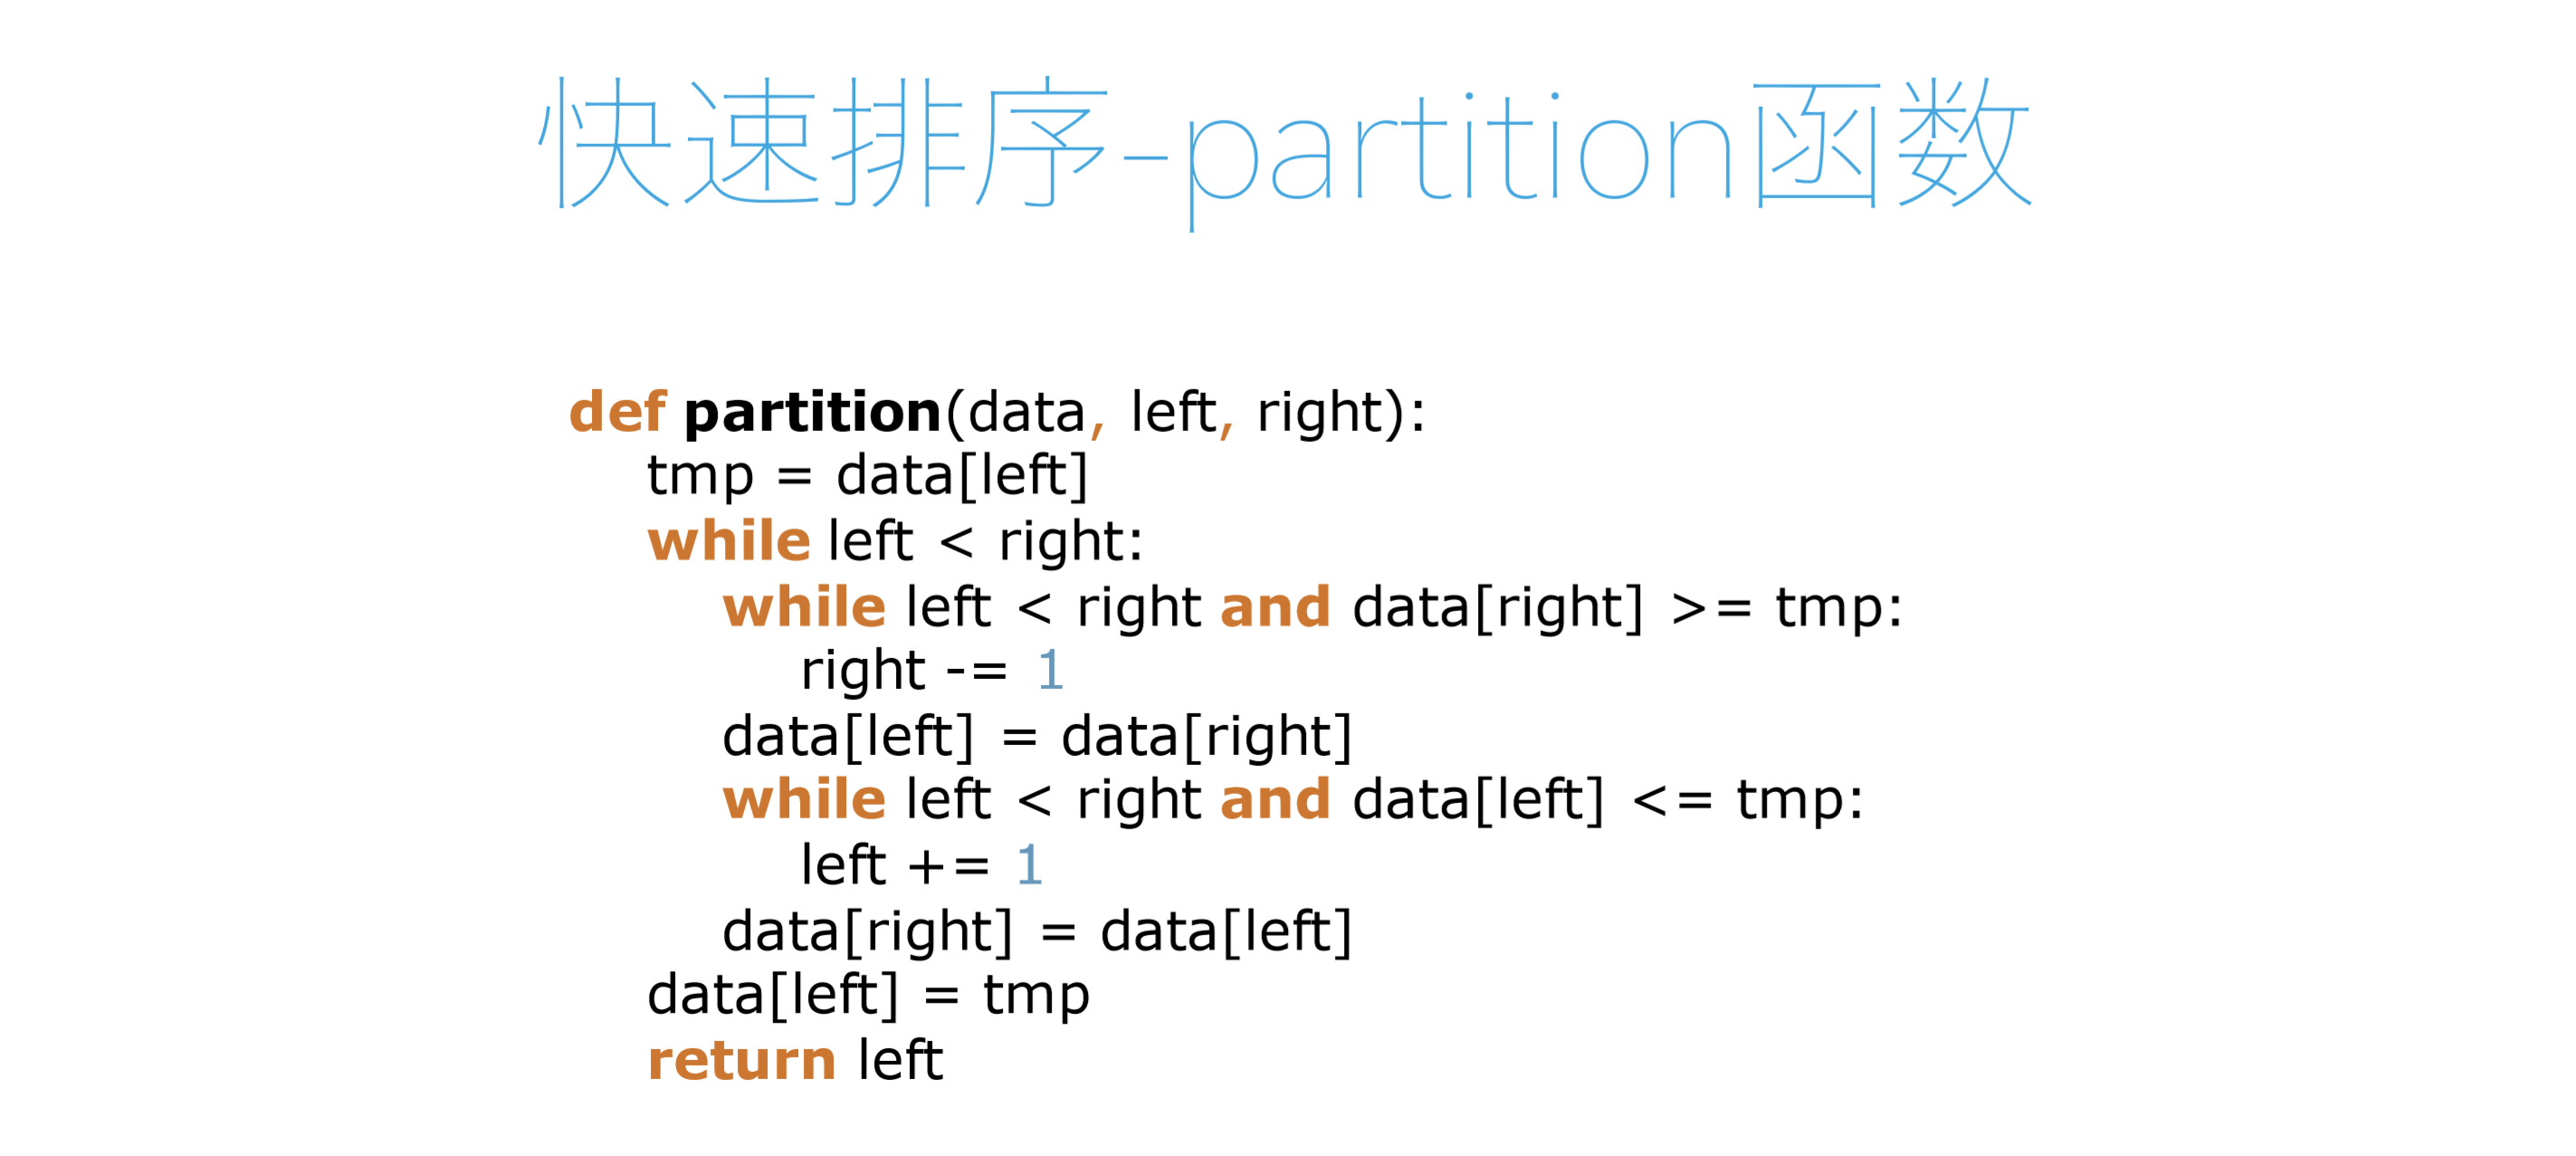 快速排序-partition函数
def partition(data, left, right):
tmp = data[left]
while left < right:
while left < right and data[right] >= tmp:
right -= 1
data[left] = data[right]
while left < right and data[left] <= tmp:
left += 1
data[right] = data[left]
data[left] = tmp
return left